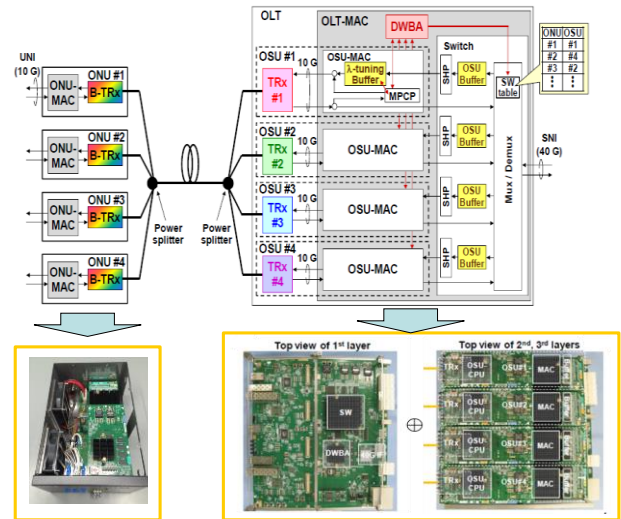 OLT
OLT-MAC
DWBA
Switch
ONU OSU
#1 #1
#2 #4
#3 #2
⋮ ⋮
UNI
(10 G)
ONU #1
ONU-
MAC
B-TRx
ONU #2
ONU-
MAC
B-TRx
ONU #3
ONU-
MAC
B-TRx
ONU #4
ONU-
MAC
B-TRx
Power
splitter
Power
splitter
OSU #1
10 G
TRx
#1
OSU-MAC
λ-tuning
Buffer
MPCP
SHP
OSU
Buffer
SW
table
OSU #2
10 G
TRx
#2
OSU-MAC
SHP
OSU
Buffer
OSU #3
10 G
TRx
#3
OSU-MAC
SHP
OSU
Buffer
OSU #4
10 G
TRx
#4
OSU-MAC
SHP
OSU
Buffer
Mux / Demux
SNI
(40 G)
Top view of 1st layer
SW
DWBA
Top view of 2nd, 3rd layers
TRx
OSU-
CPU
OSU#1
MAC
TRx
OSU-
CPU
OSU#2
MAC
TRx
OSU-
CPU
OSU#3
MAC
TRx
OSU-
CPU
OSU#4
MAC